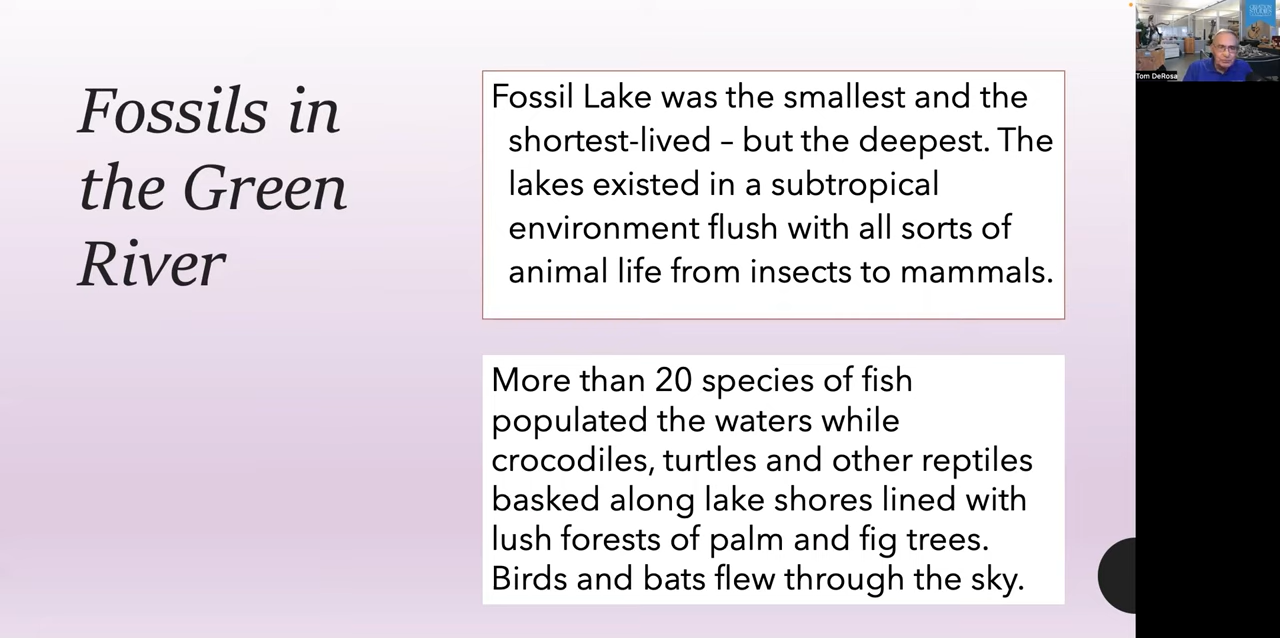 Fossils in
the Green
River
Fossil Lake was the smallest and the
shortest-lived – but the deepest. The
lakes existed in a subtropical
environment flush with all sorts of
animal life from insects to mammals.
More than 20 species of fish
populated the waters while
crocodiles, turtles and other reptiles
basked along lake shores lined with
lush forests of palm and fig trees.
Birds and bats flew through the sky.
CREATION
STUDIES
Tom DeRosa